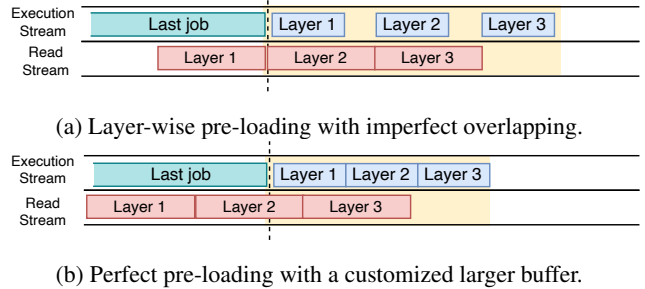 Execution Stream
Last job
Layer 1
Layer 2
Layer 3
Read Stream
Layer 1
Layer 2
Layer 3
(a) Layer-wise pre-loading with imperfect overlapping.
Execution Stream
Last job
Layer 1
Layer 2
Layer 3
Read Stream
Layer 1
Layer 2
Layer 3
(b) Perfect pre-loading with a customized larger buffer.